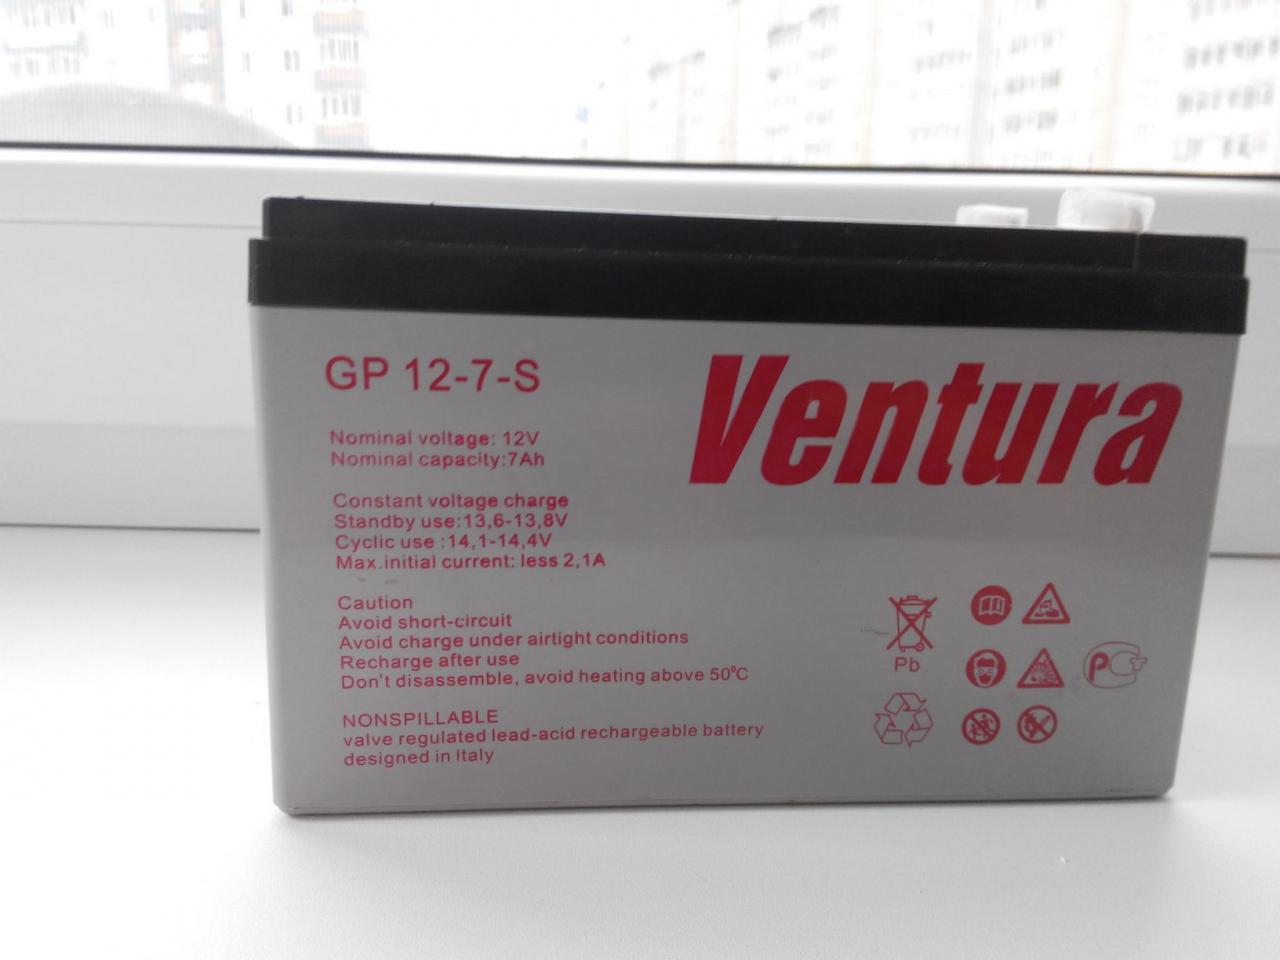 GP 12-7-S
Ventura
Nominal voltage: 12V
Nominal capacity:7Ah
Constant voltage charge
Standby use:13,6-13,8V
Cyclic use :14,1-14,4V
Max.initial current: less 2,1A
Caution
Avoid short-circuit
Avoid charge under airtight conditions
Recharge after use
Don't disassemble, avoid heating above 50°C
NONSPILLABLE
valve regulated lead-acid rechargeable battery
designed in Italy
Pb
РСТ